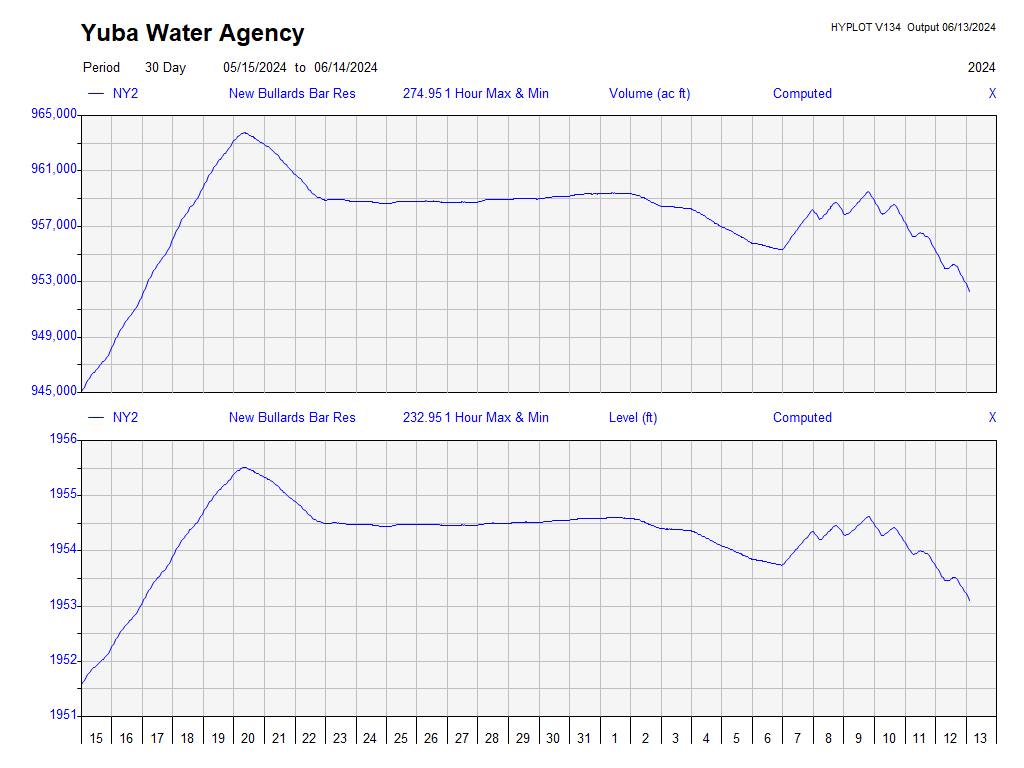 Yuba Water Agency
HYPLOT V134 Output 06/13/2024
Period 30 Day 05/15/2024 to 06/14/2024 2024
NY2 New Bullards Bar Res 274.95 1 Hour Max & Min Volume (ac ft) Computed X
965,000
961,000
957,000
953,000
949,000
945,000
NY2 New Bullards Bar Res 232.95 1 Hour Max & Min Level (ft) Computed X
1956
1955
1954
1953
1952
1951
15 16 17 18 19 20 21 22 23 24 25 26 27 28 29 30 31 1 2 3 4 5 6 7 8 9 10 11 12 13